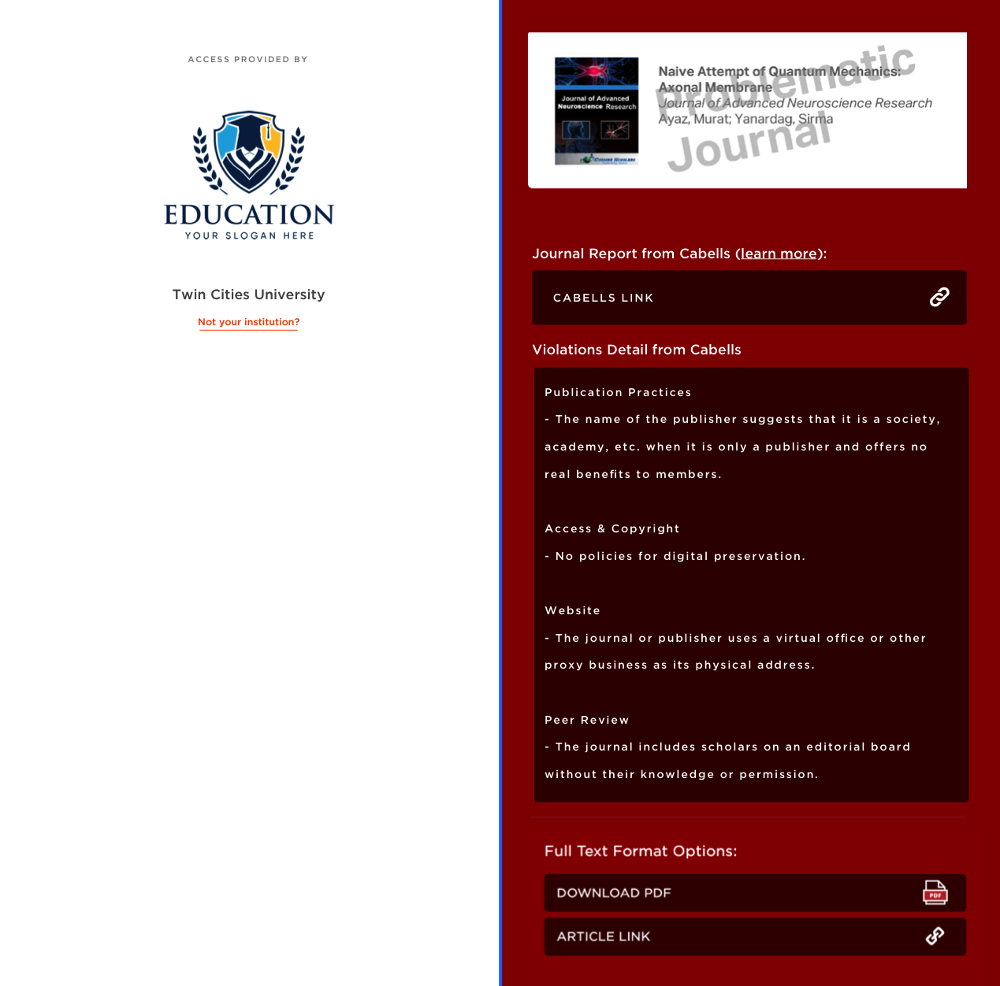 ACCESS PROVIDED BY
EDUCATION
YOUR SLOGAN HERE
Twin Cities University
Not your institution?
Journal of Advanced
Neuroscience Research
Naive Attempt of Quantum Mechanics:
Axonal Membrane
Journal of Advanced Neuroscience Research
Ayaz, Murat; Yanardag, Sirma
Problematic
Journal
Journal Report from Cabells (learn more):
CABELLS LINK
Violations Detail from Cabells
Publication Practices
- The name of the publisher suggests that it is a society,
academy, etc. when it is only a publisher and offers no
real benefits to members.
Access & Copyright
- No policies for digital preservation.
Website
- The journal or publisher uses a virtual office or other
proxy business as its physical address.
Peer Review
- The journal includes scholars on an editorial board
without their knowledge or permission.
Full Text Format Options:
DOWNLOAD PDF
PDF
ARTICLE LINK